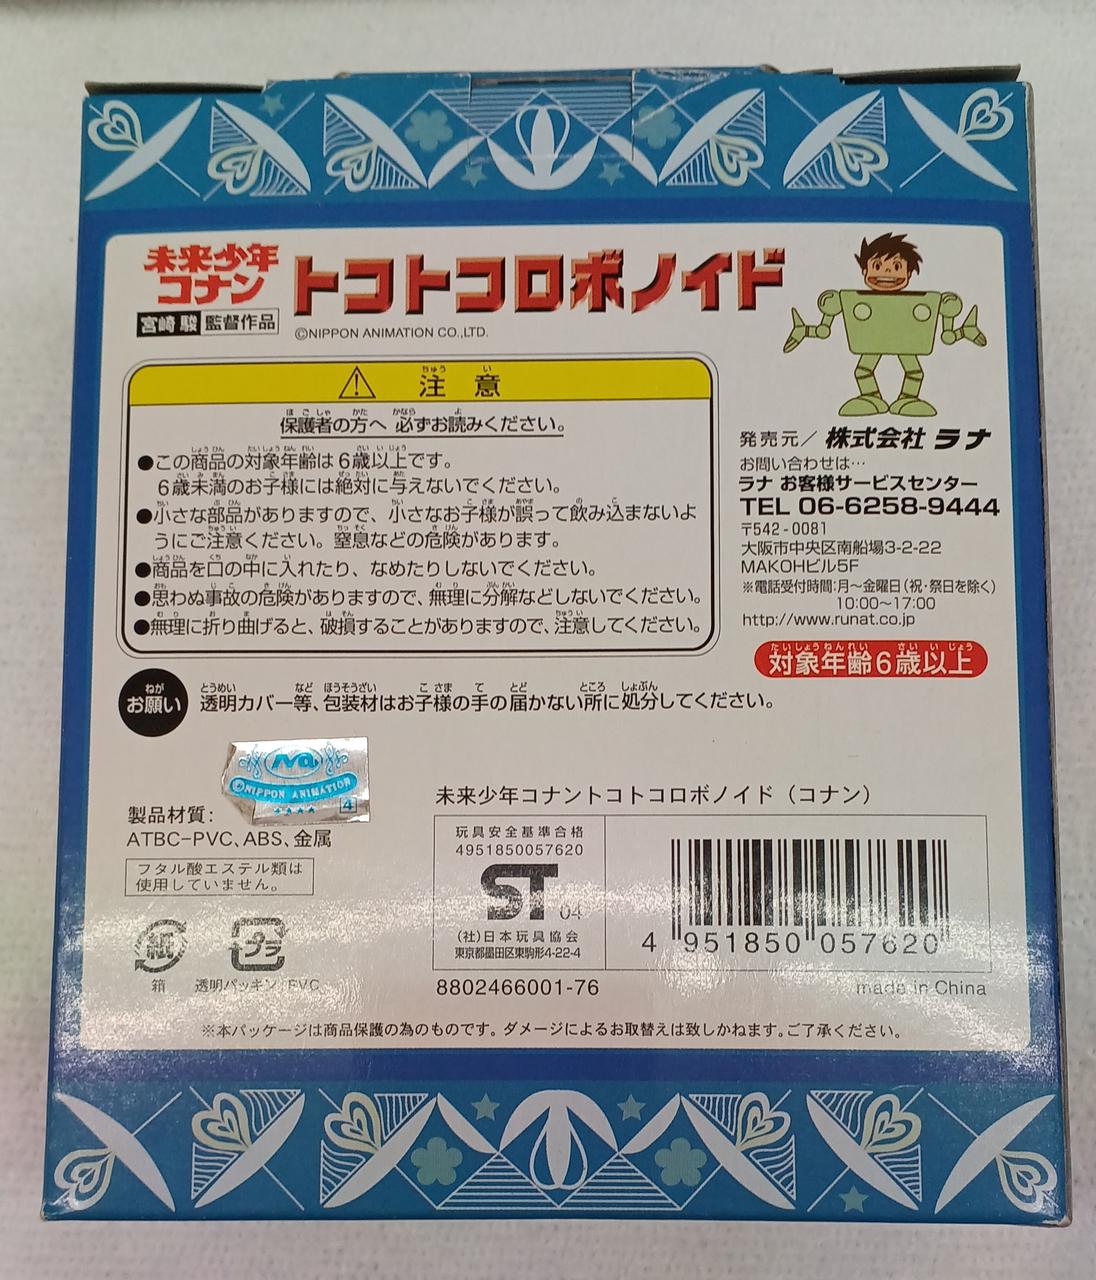 未来少年
コナン
宮崎 駿 監督作品
トコトコロボノイド
©NIPPON ANIMATION CO.,LTD.
注意
保護者の方へ 必ずお読みください。
●この商品の対象年齢は6歳以上です。
6歳未満のお子様には絶対に与えないでください。
●小さな部品がありますので、小さなお子様が誤って飲み込まないよ
うにご注意ください。窒息などの危険があります。
●商品を口の中に入れたり、なめたりしないでください。
●思わぬ事故の危険がありますので、無理に分解などしないでください。
●無理に折り曲げると、破損することがありますので、注意してください。
発売元／株式会社 ラナ
お問い合わせは…
ラナ お客様サービスセンター
TEL 06-6258-9444
〒542-0081
大阪市中央区南船場3-2-22
MAKOHビル5F
※電話受付時間:月〜金曜日(祝・祭日を除く)
10:00〜17:00
http://www.runat.co.jp
対象年齢6歳以上
お願い
透明カバー等、包装材はお子様の手の届かない所に処分してください。
©NIPPON ANIMATION
4
製品材質:
ATBC-PVC、ABS、金属
フタル酸エステル類は
使用していません。
紙
箱
プラ
透明パッキン:PVC
未来少年コナントコトコロボノイド（コナン）
玩具安全基準合格
4951850057620
ST 04
(社)日本玩具協会
東京都墨田区東駒形4-22-4
4 951850 057620
8802466001-76
made in China
※本パッケージは商品保護の為のものです。ダメージによるお取替えは致しかねます。ご了承ください。